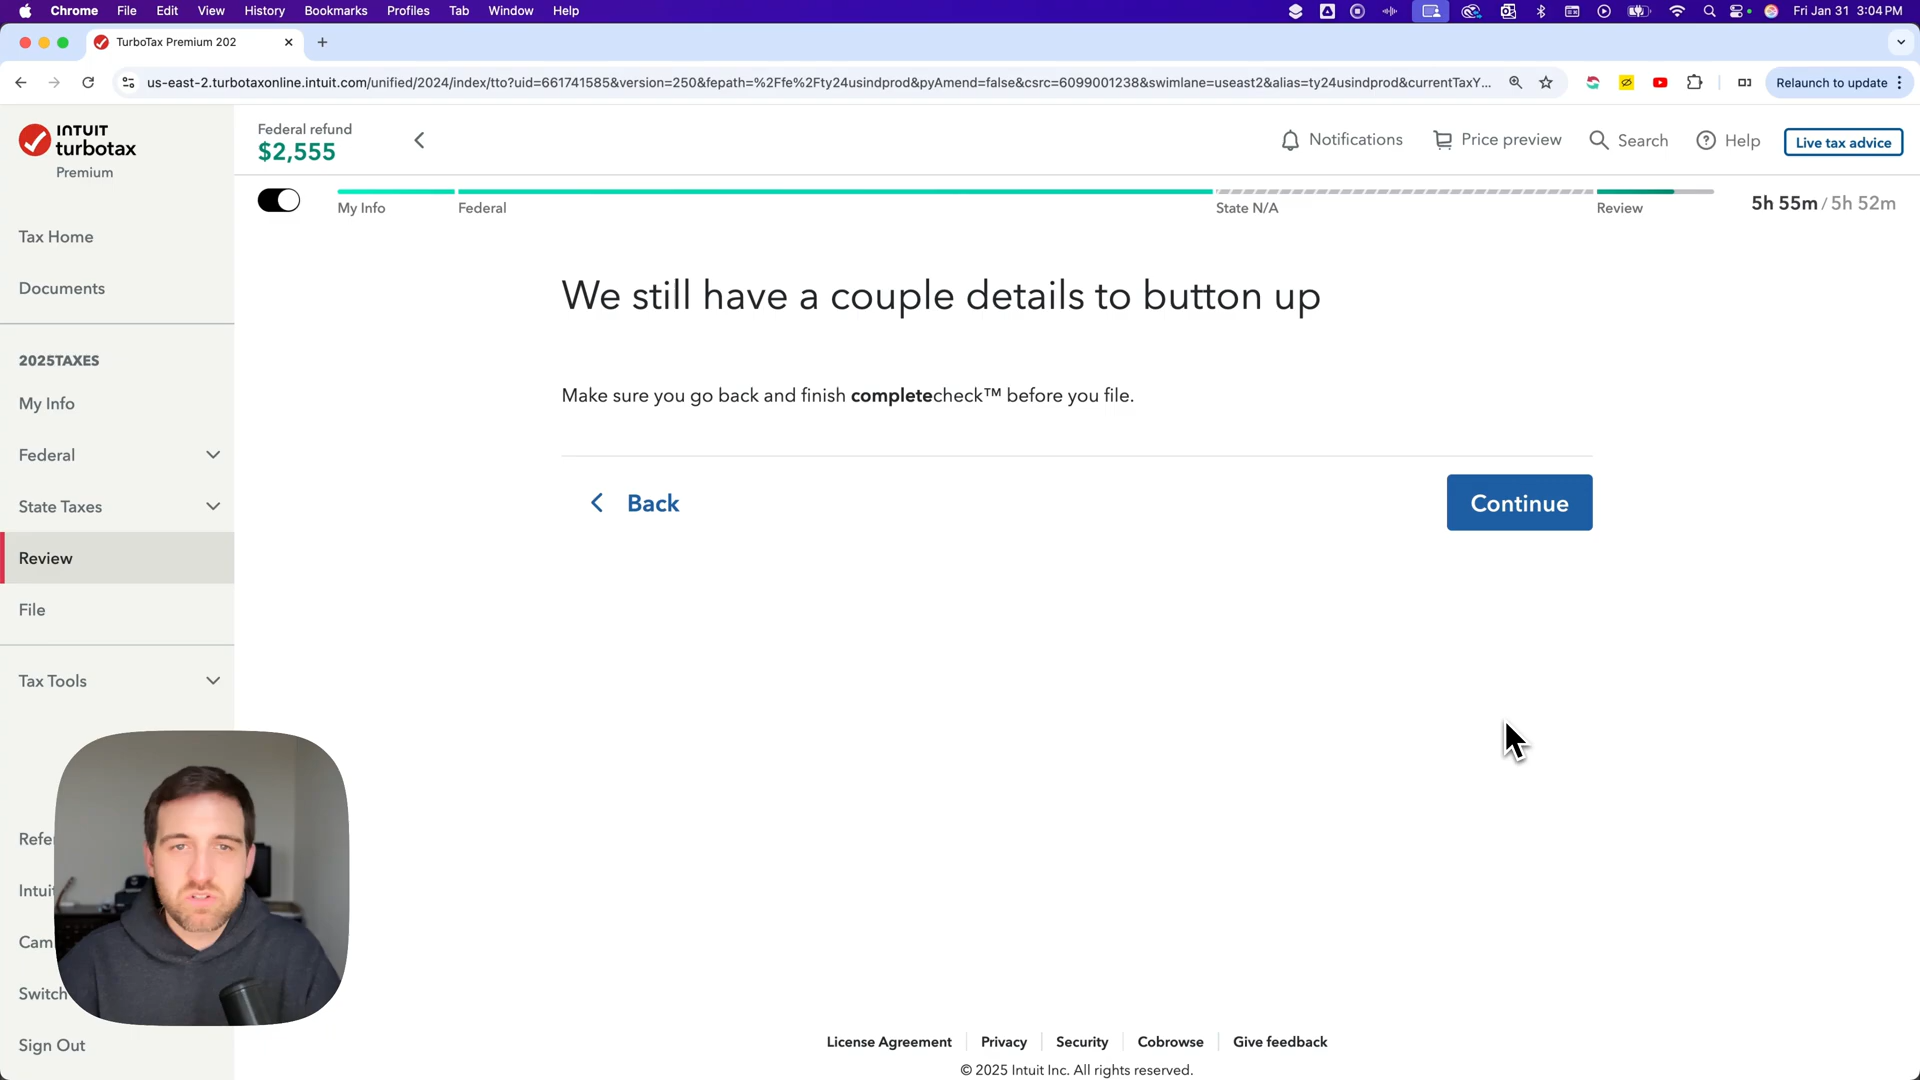 Chrome File Edit View History Bookmarks Profiles Tab Window Help Fri Jan 31 3:04 PM
TurboTax Premium 202
us-east-2.turbotaxonline.intuit.com/unified/2024/index/tto?uid=661741585&version=250&fepath=%2Ffe%2Fty24usindprod&pyAmend=false&csrc=6099001238&swimlane=useast2&alias=ty24usindprod&currentTaxY... Relaunch to update
INTUIT
turbotax
Premium
Federal refund
$2,555
Notifications Price preview Search Help Live tax advice
My Info Federal State N/A Review 5h 55m / 5h 52m
Tax Home
Documents
2025TAXES
My Info
Federal
State Taxes
Review
File
Tax Tools
Refe
Intui
Cam
Switch
Sign Out
We still have a couple details to button up
Make sure you go back and finish completecheck™ before you file.
Back Continue
License Agreement Privacy Security Cobrowse Give feedback
© 2025 Intuit Inc. All rights reserved.